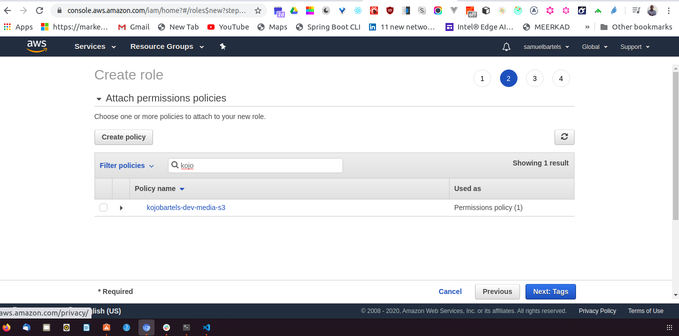 console.aws.amazon.com/iam/home?#/roles$new?step...
Apps https://marke... Gmail New Tab YouTube Maps Spring Boot CLI 11 new netwo... Intel® Edge AI... MEERKAD » Other bookmarks
aws Services Resource Groups samuelbartels Global Support
Create role 1 2 3 4
Attach permissions policies
Choose one or more policies to attach to your new role.
Create policy
Filter policies kojo Showing 1 result
Policy name Used as
kojobartels-dev-media-s3 Permissions policy (1)
* Required Cancel Previous Next: Tags
aws.amazon.com/privacy/ glish (US) © 2008 - 2020, Amazon Web Services, Inc. or its affiliates. All rights reserved. Privacy Policy Terms of Use